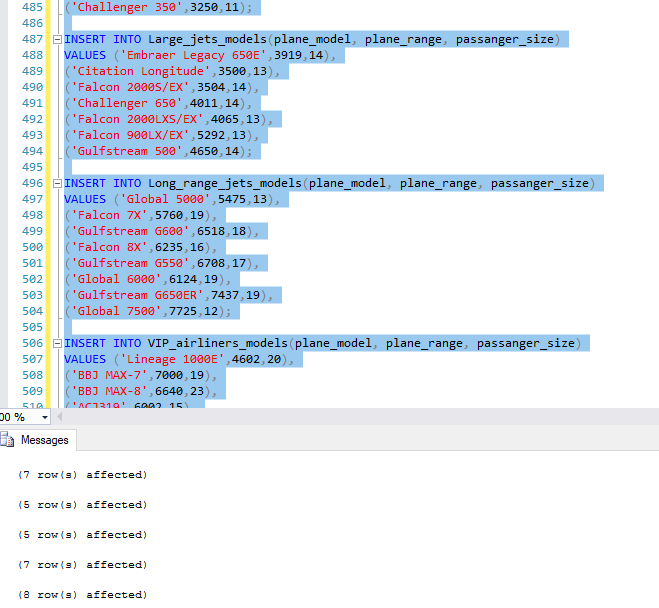 485 ('Challenger 350',3250,11);
486
487 INSERT INTO Large_jets_models(plane_model, plane_range, passanger_size)
488 VALUES ('Embraer Legacy 650E',3919,14),
489 ('Citation Longitude',3500,13),
490 ('Falcon 2000S/EX',3504,14),
491 ('Challenger 650',4011,14),
492 ('Falcon 2000LXS/EX',4065,13),
493 ('Falcon 900LX/EX',5292,13),
494 ('Gulfstream 500',4650,14);
495
496 INSERT INTO Long_range_jets_models(plane_model, plane_range, passanger_size)
497 VALUES ('Global 5000',5475,13),
498 ('Falcon 7X',5760,19),
499 ('Gulfstream G600',6518,18),
500 ('Falcon 8X',6235,16),
501 ('Gulfstream G550',6708,17),
502 ('Global 6000',6124,19),
503 ('Gulfstream G650ER',7437,19),
504 ('Global 7500',7725,12);
505
506 INSERT INTO VIP_airliners_models(plane_model, plane_range, passanger_size)
507 VALUES ('Lineage 1000E',4602,20),
508 ('BBJ MAX-7',7000,19),
509 ('BBJ MAX-8',6640,23),
510 ('ACJ319',6002,15),
00 %
Messages
(7 row(s) affected)
(5 row(s) affected)
(5 row(s) affected)
(7 row(s) affected)
(8 row(s) affected)